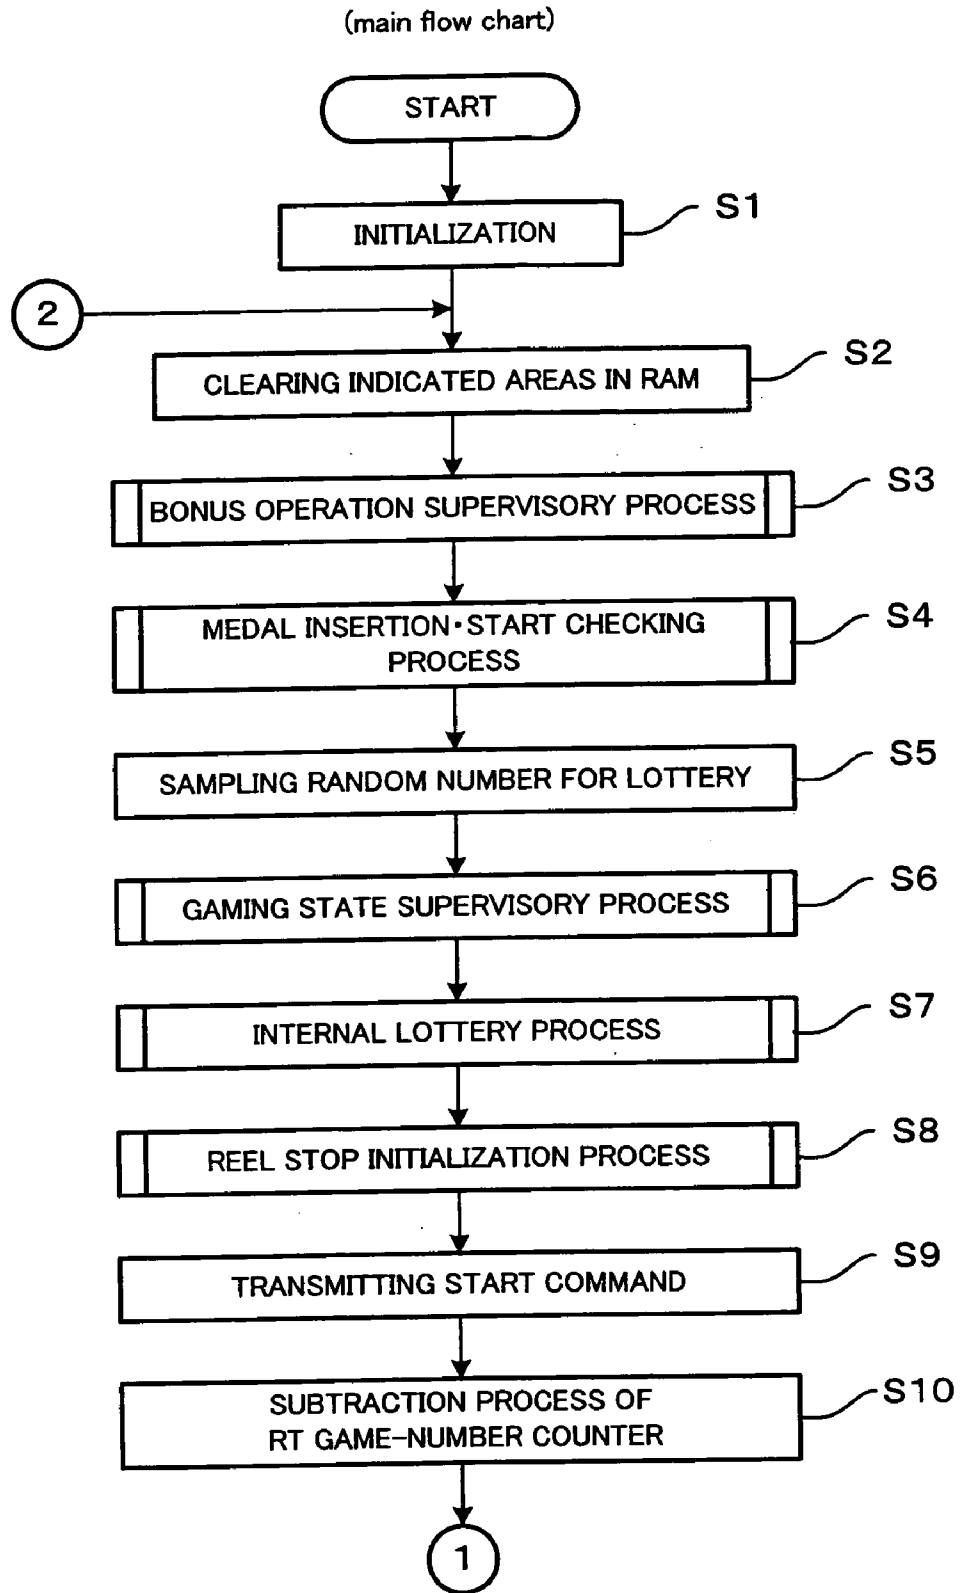 (main flow chart)
START
S1
INITIALIZATION
2
S2
CLEARING INDICATED AREAS IN RAM
S3
BONUS OPERATION SUPERVISORY PROCESS
S4
MEDAL INSERTION・START CHECKING
PROCESS
S5
SAMPLING RANDOM NUMBER FOR LOTTERY
S6
GAMING STATE SUPERVISORY PROCESS
S7
INTERNAL LOTTERY PROCESS
S8
REEL STOP INITIALIZATION PROCESS
S9
TRANSMITTING START COMMAND
S10
SUBTRACTION PROCESS OF
RT GAME-NUMBER COUNTER
1